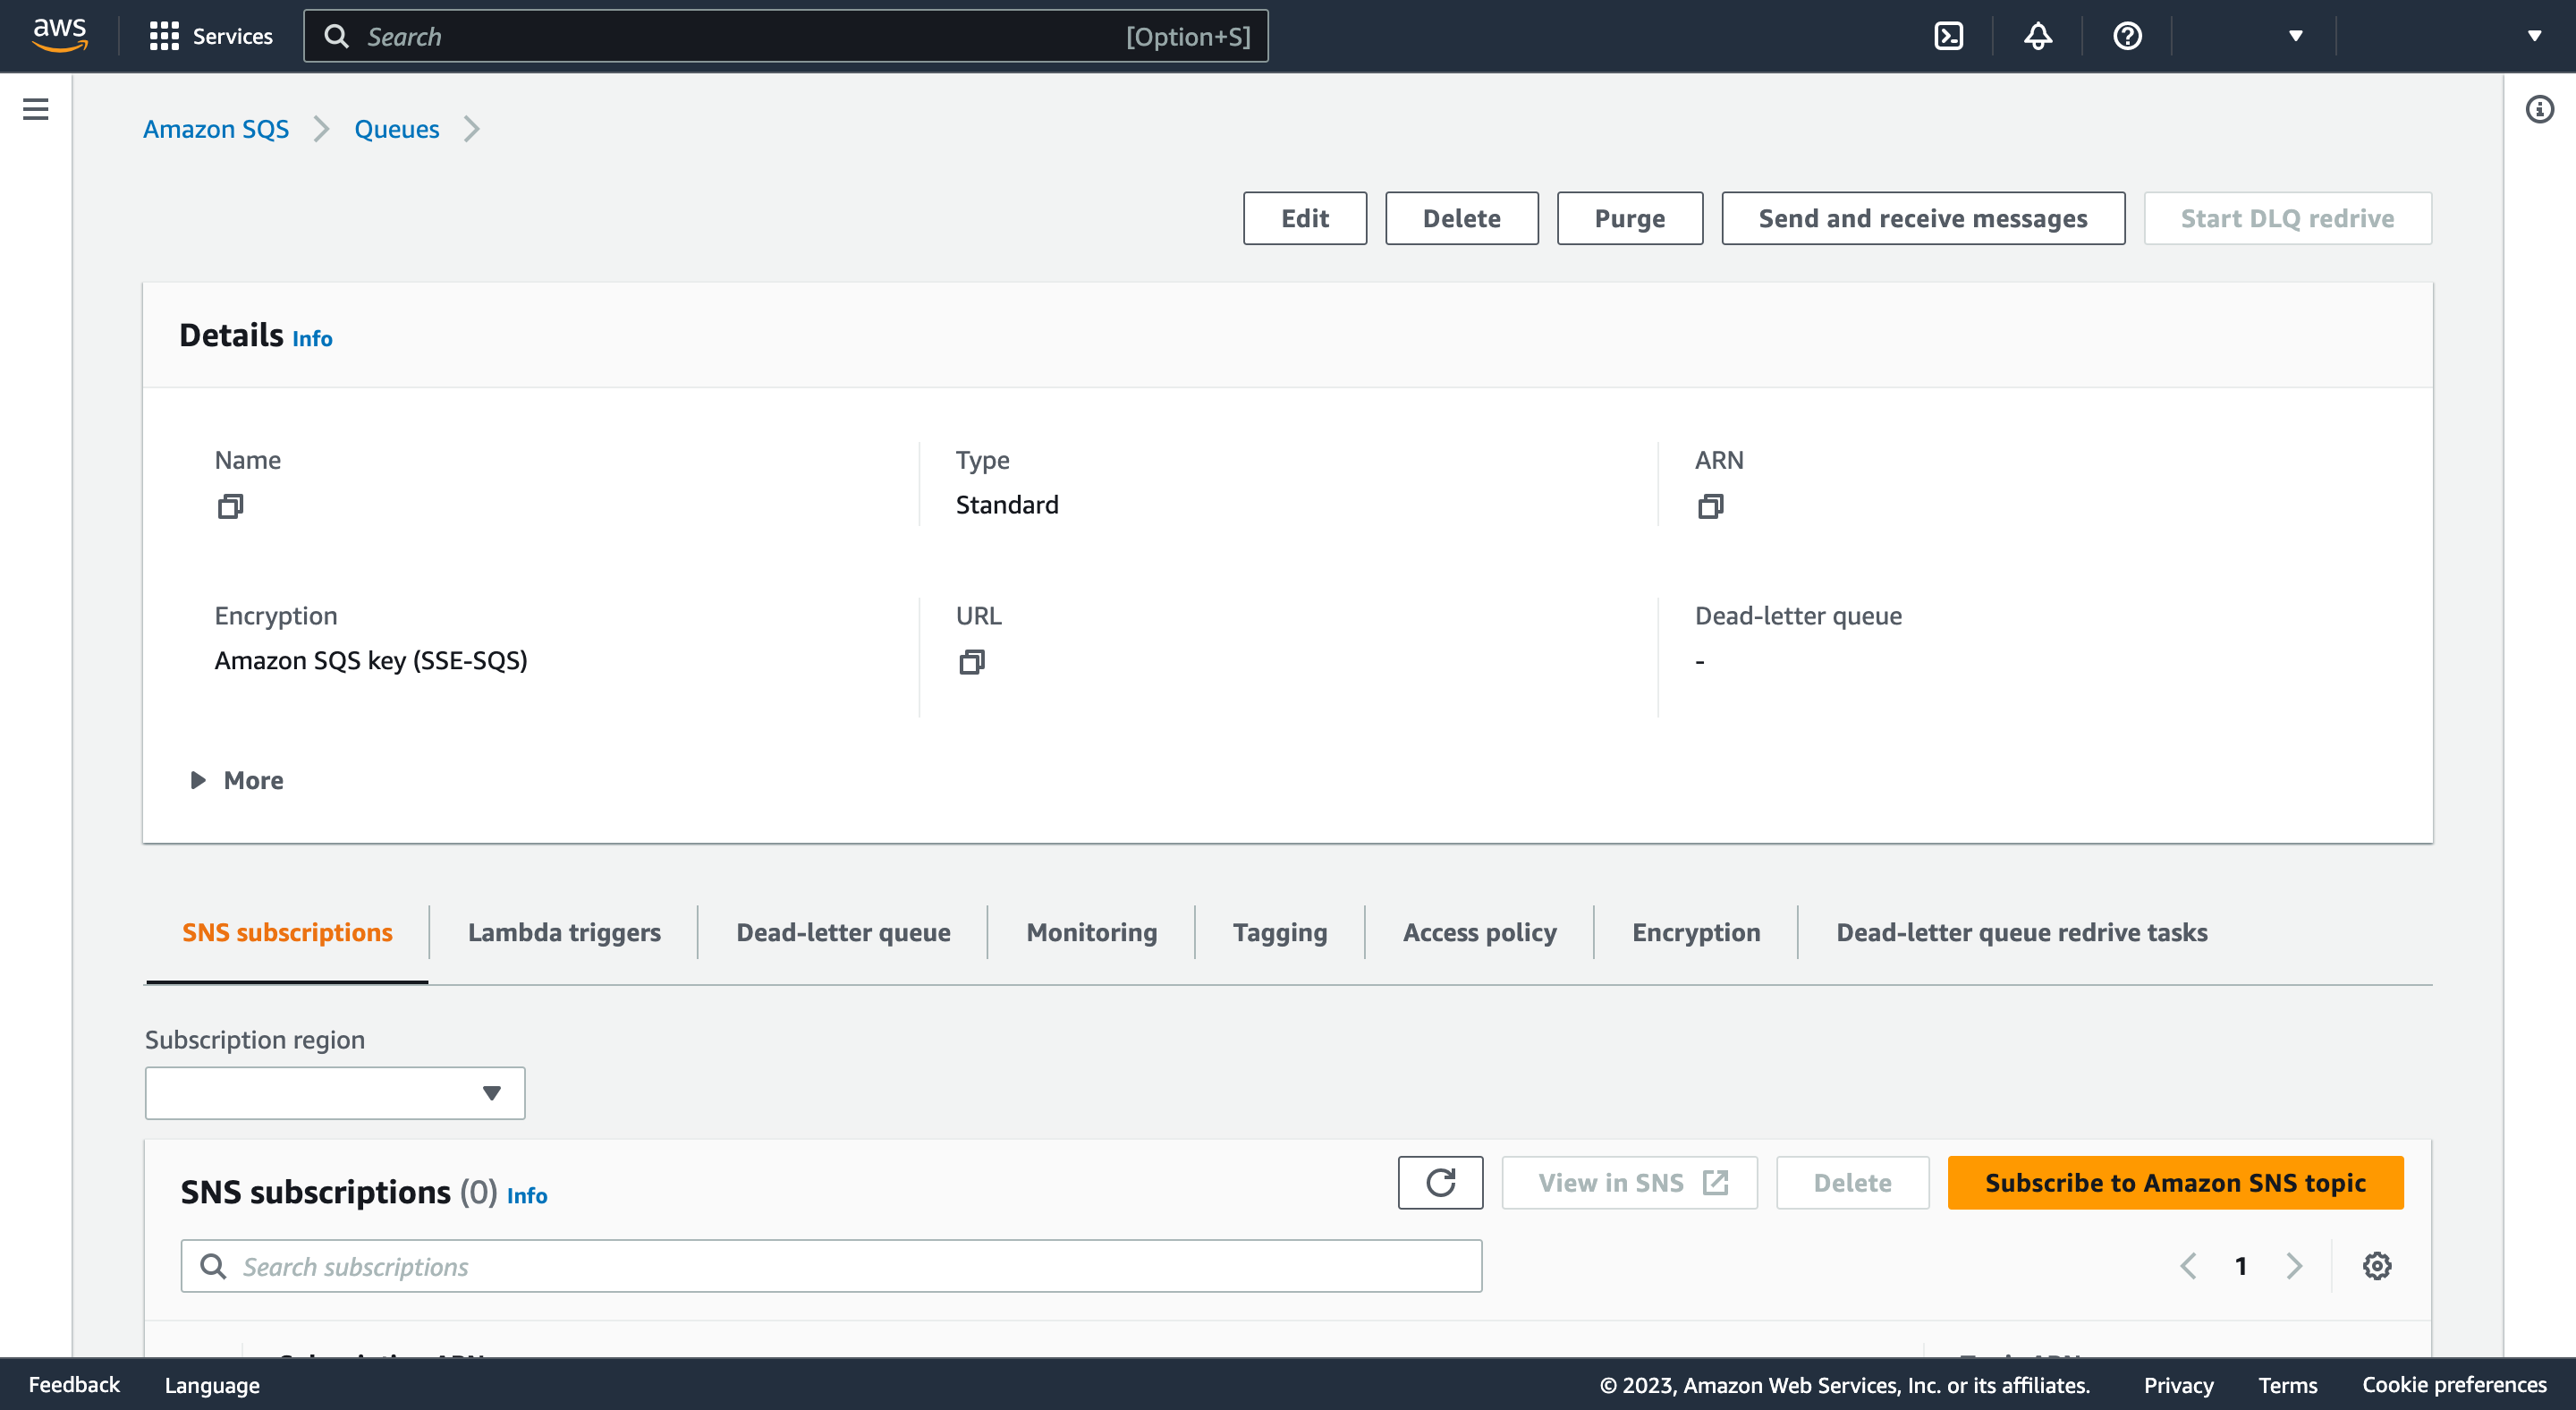 aws Services Search [Option+S]
Amazon SQS Queues
Edit Delete Purge Send and receive messages Start DLQ redrive
Details Info
Name Type ARN
Standard
Encryption URL Dead-letter queue
Amazon SQS key (SSE-SQS) -
More
SNS subscriptions Lambda triggers Dead-letter queue Monitoring Tagging Access policy Encryption Dead-letter queue redrive tasks
Subscription region
SNS subscriptions (0) Info View in SNS Delete Subscribe to Amazon SNS topic
Search subscriptions 1
Feedback Language © 2023, Amazon Web Services, Inc. or its affiliates. Privacy Terms Cookie preferences